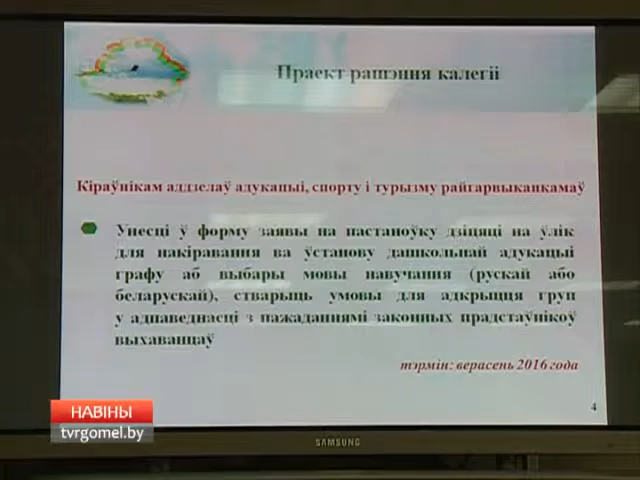 Праект рашэння калегіі
Кіраўнікам аддзелаў адукацыі, спорту і турызму райгарвыканкамаў
Унесці ў форму заявы на пастаноўку дзіцяці на ўлік
для накіравання ва ўстанову дашкольнай адукацыі
графу аб выбары мовы навучання (рускай або
беларускай), стварыць умовы для адкрыцця груп
у адпаведнасці з пажаданнямі законных прадстаўнікоў
выхаванцаў
тэрмін: верасень 2016 года
4
НАВІНЫ
tvrgomel.by
SAMSUNG